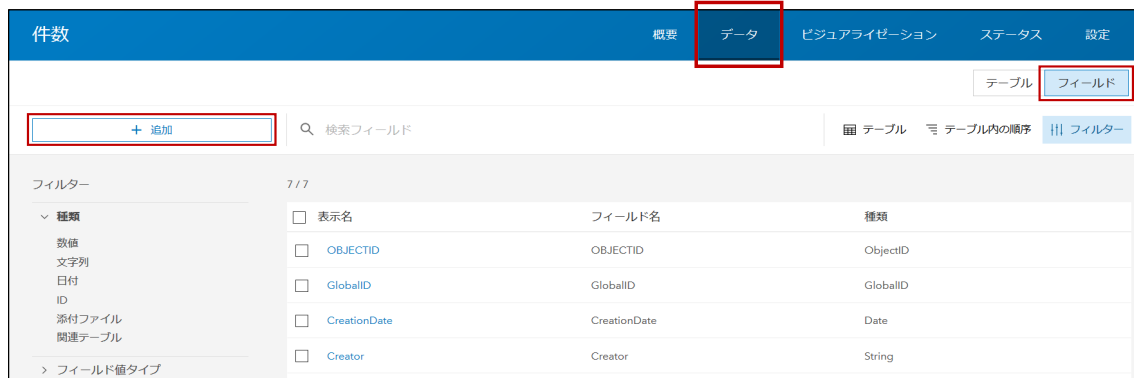 件数 概要 データ ビジュアライゼーション ステータス 設定
テーブル フィールド
+ 追加 検索フィールド テーブル テーブル内の順序 フィルター
フィルター 7 / 7
種類 表示名 フィールド名 種類
数値
文字列
日付
ID
添付ファイル
関連テーブル
フィールド値タイプ
OBJECTID OBJECTID ObjectID
GlobalID GlobalID GlobalID
CreationDate CreationDate Date
Creator Creator String